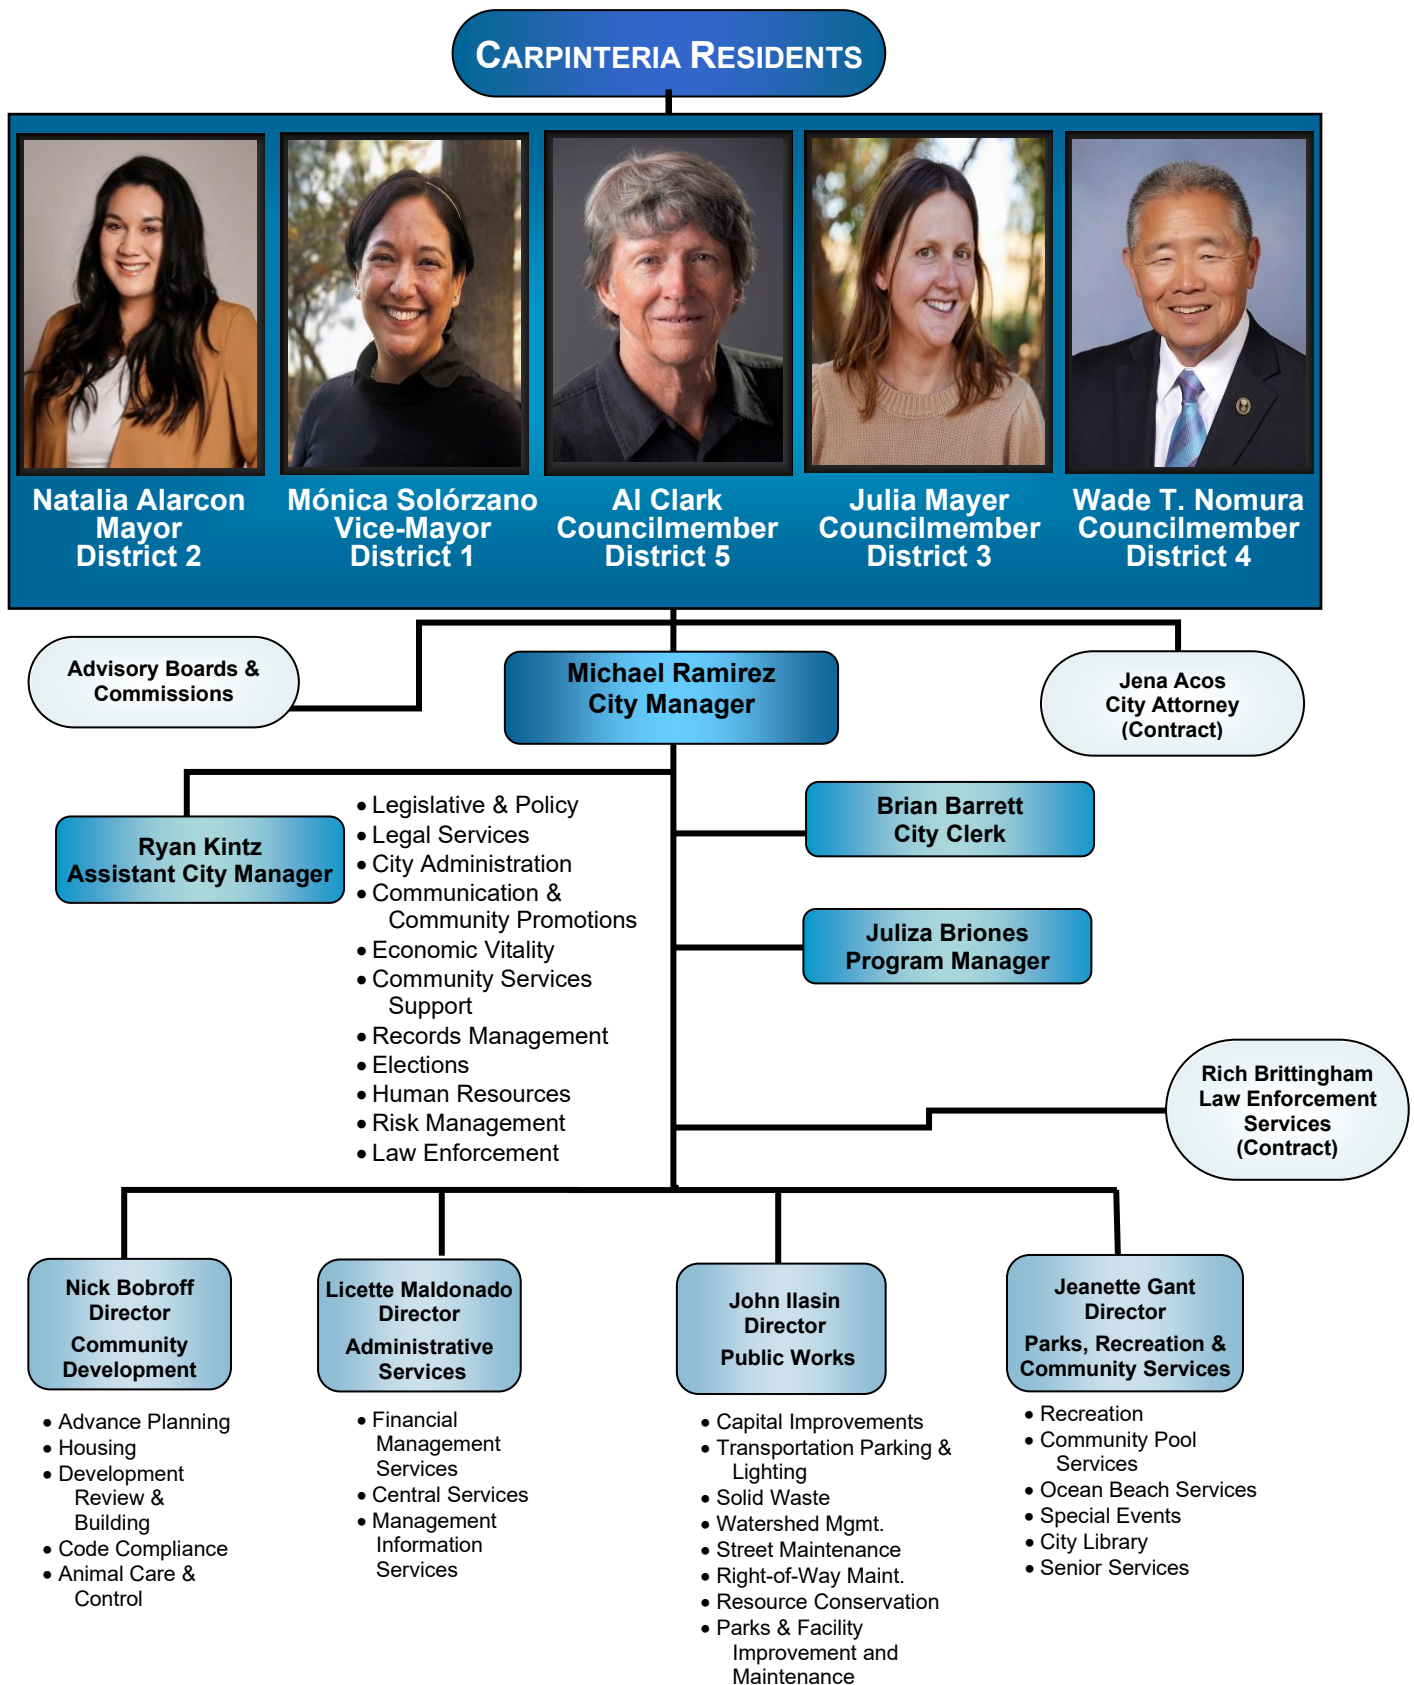 CARPINTERIA RESIDENTS
Natalia Alarcon
Mayor
District 2
Mónica Solórzano
Vice-Mayor
District 1
Al Clark
Councilmember
District 5
Julia Mayer
Councilmember
District 3
Wade T. Nomura
Councilmember
District 4
Advisory Boards &
Commissions
Michael Ramirez
City Manager
Jena Acos
City Attorney
(Contract)
Ryan Kintz
Assistant City Manager
• Legislative & Policy
• Legal Services
• City Administration
• Communication &
Community Promotions
• Economic Vitality
• Community Services
Support
• Records Management
• Elections
• Human Resources
• Risk Management
• Law Enforcement
Brian Barrett
City Clerk
Juliza Briones
Program Manager
Rich Brittingham
Law Enforcement
Services
(Contract)
Nick Bobroff
Director
Community
Development
• Advance Planning
• Housing
• Development
Review &
Building
• Code Compliance
• Animal Care &
Control
Licette Maldonado
Director
Administrative
Services
• Financial
Management
Services
• Central Services
• Management
Information
Services
John Ilasin
Director
Public Works
• Capital Improvements
• Transportation Parking &
Lighting
• Solid Waste
• Watershed Mgmt.
• Street Maintenance
• Right-of-Way Maint.
• Resource Conservation
• Parks & Facility
Improvement and
Maintenance
Jeanette Gant
Director
Parks, Recreation &
Community Services
• Recreation
• Community Pool
Services
• Ocean Beach Services
• Special Events
• City Library
• Senior Services